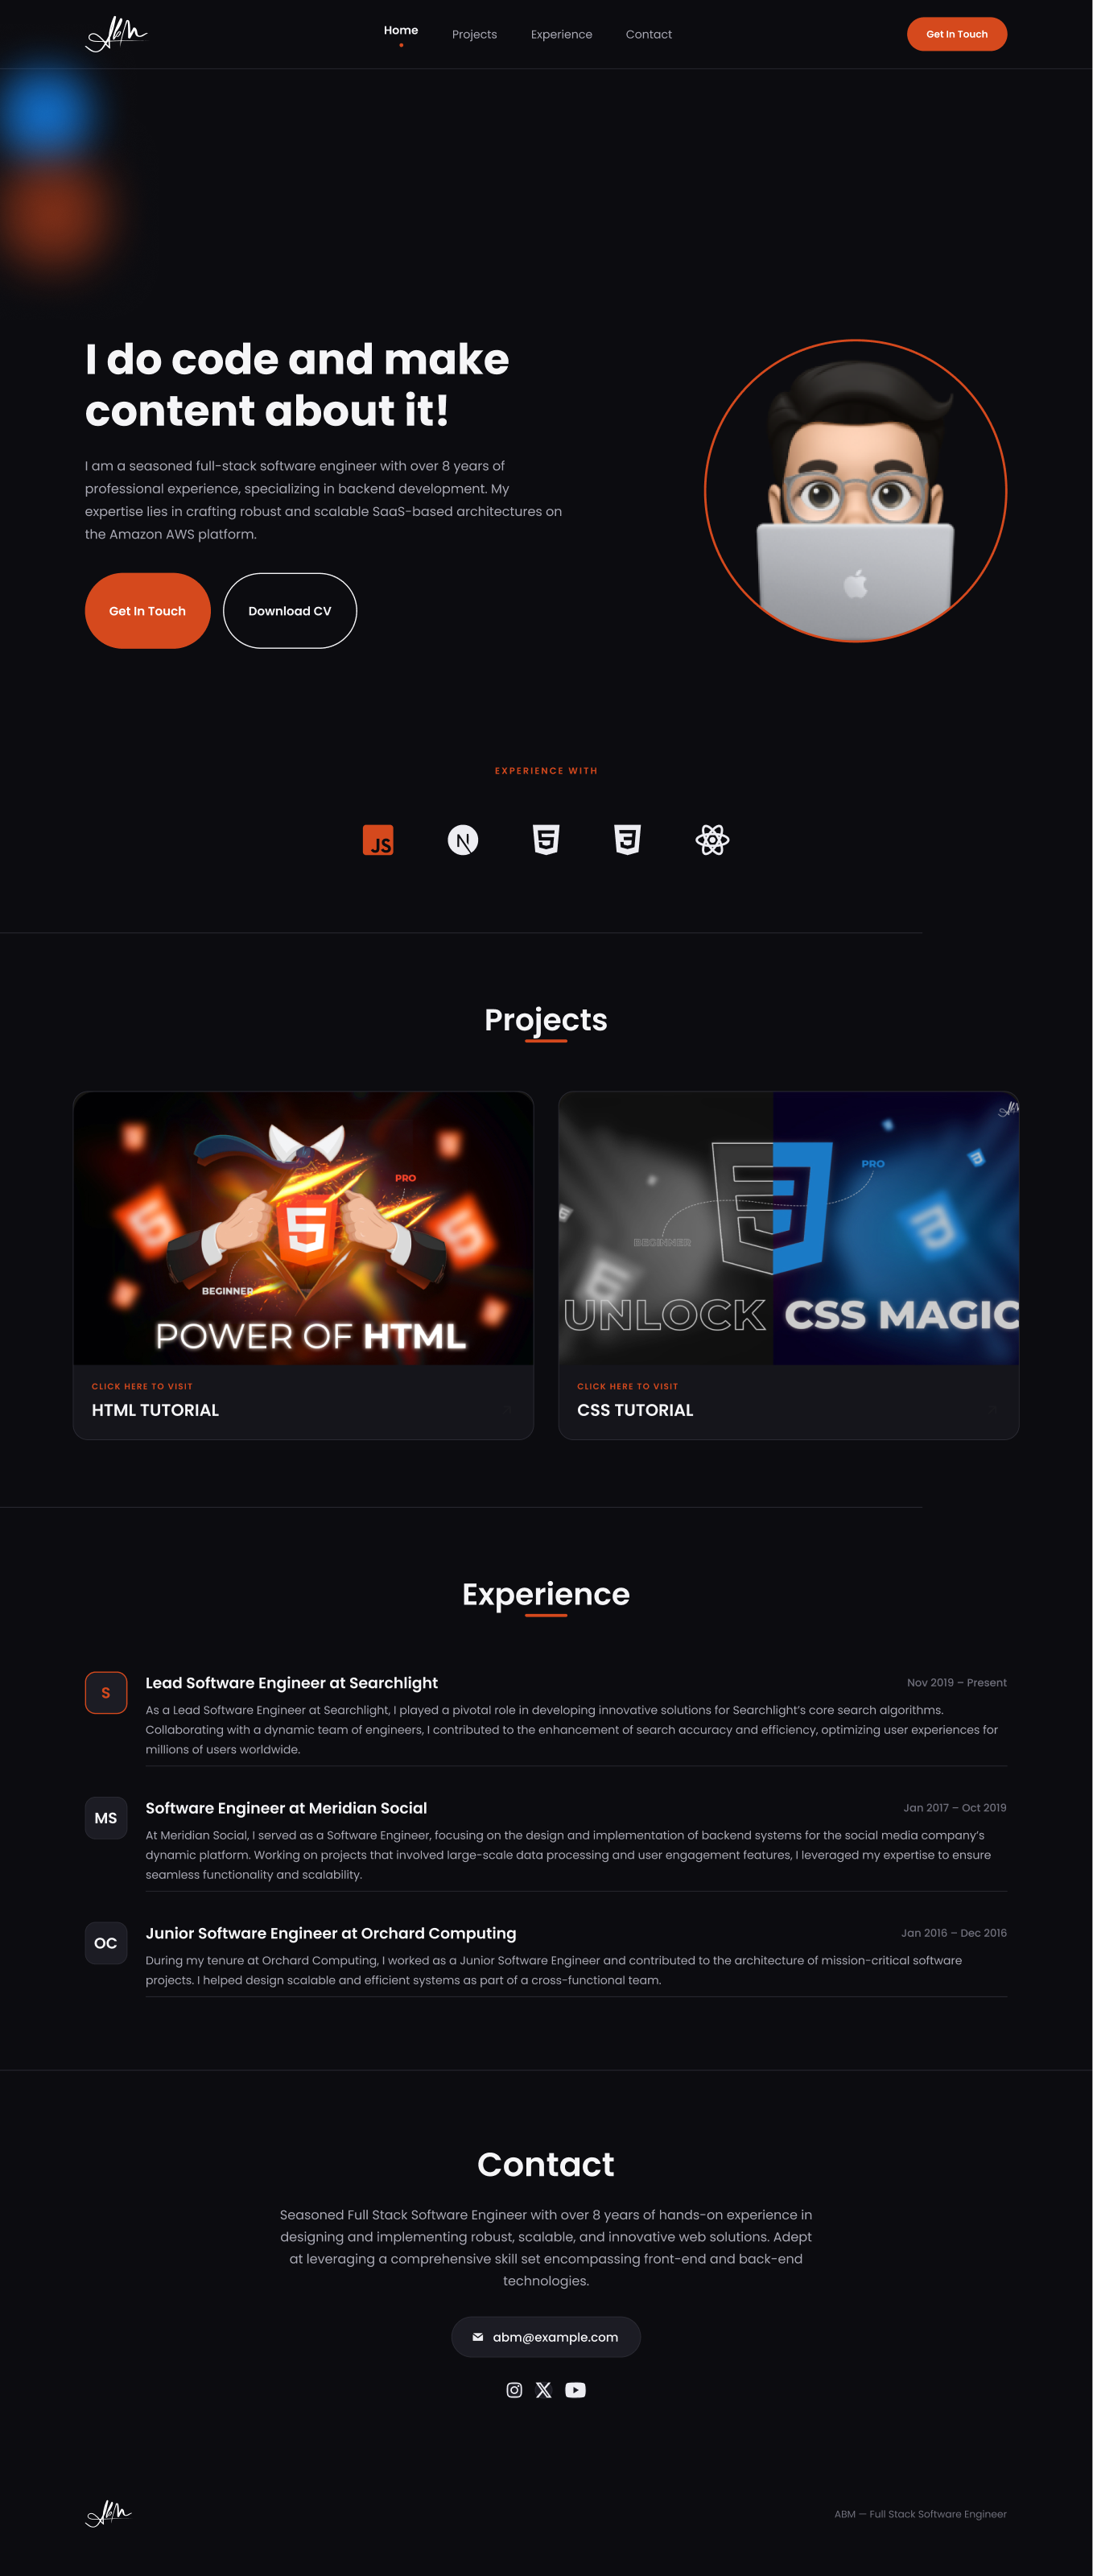 Home
Projects
Experience
Contact
Get In Touch
I do code and make
content about it!
I am a seasoned full-stack software engineer with over 8 years of
professional experience, specializing in backend development. My
expertise lies in crafting robust and scalable SaaS-based architectures on
the Amazon AWS platform.
Get In Touch
Download CV
EXPERIENCE WITH
JS
N
5
3
Projects
PRO
5
BEGINNER
POWER OF HTML
CLICK HERE TO VISIT
HTML TUTORIAL
PRO
BEGINNER
UNLOCK CSS MAGIC
CLICK HERE TO VISIT
CSS TUTORIAL
Experience
S
Lead Software Engineer at Searchlight
Nov 2019 – Present
As a Lead Software Engineer at Searchlight, I played a pivotal role in developing innovative solutions for Searchlight's core search algorithms.
Collaborating with a dynamic team of engineers, I contributed to the enhancement of search accuracy and efficiency, optimizing user experiences for
millions of users worldwide.
MS
Software Engineer at Meridian Social
Jan 2017 – Oct 2019
At Meridian Social, I served as a Software Engineer, focusing on the design and implementation of backend systems for the social media company's
dynamic platform. Working on projects that involved large-scale data processing and user engagement features, I leveraged my expertise to ensure
seamless functionality and scalability.
OC
Junior Software Engineer at Orchard Computing
Jan 2016 – Dec 2016
During my tenure at Orchard Computing, I worked as a Junior Software Engineer and contributed to the architecture of mission-critical software
projects. I helped design scalable and efficient systems as part of a cross-functional team.
Contact
Seasoned Full Stack Software Engineer with over 8 years of hands-on experience in
designing and implementing robust, scalable, and innovative web solutions. Adept
at leveraging a comprehensive skill set encompassing front-end and back-end
technologies.
abm@example.com
ABM — Full Stack Software Engineer